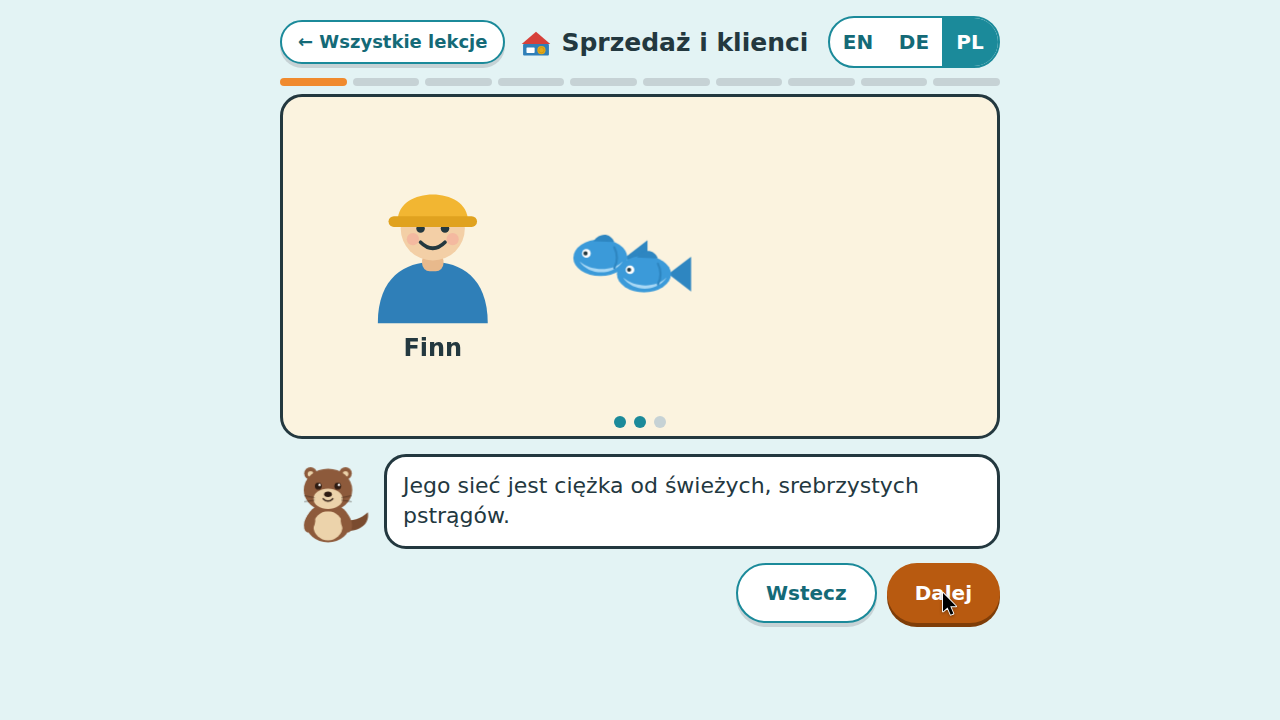 ← Wszystkie lekcje
Sprzedaż i klienci
EN DE PL
Finn
Jego sieć jest ciężka od świeżych, srebrzystych
pstrągów.
Wstecz
Dalej